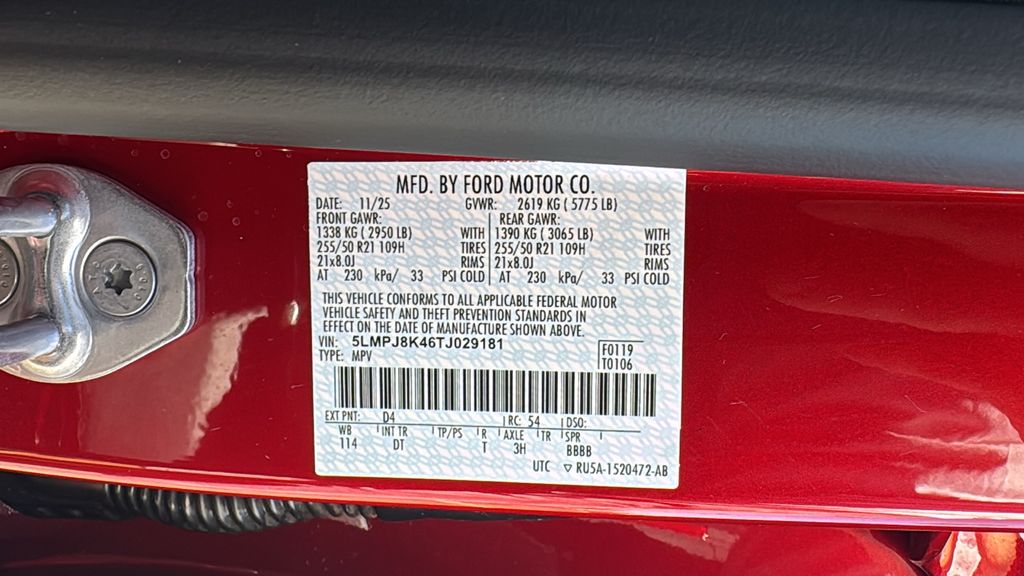 MFD. BY FORD MOTOR CO.
DATE: 11/25 GVWR: 2619 KG ( 5775 LB)
FRONT GAWR: REAR GAWR:
1338 KG ( 2950 LB) WITH 1390 KG ( 3065 LB) WITH
255/50 R21 109H TIRES 255/50 R21 109H TIRES
21x8.0J RIMS 21x8.0J RIMS
AT 230 kPa/ 33 PSI COLD AT 230 kPa/ 33 PSI COLD
THIS VEHICLE CONFORMS TO ALL APPLICABLE FEDERAL MOTOR
VEHICLE SAFETY AND THEFT PREVENTION STANDARDS IN
EFFECT ON THE DATE OF MANUFACTURE SHOWN ABOVE.
VIN: 5LMPJ8K46TJ029181
TYPE: MPV
F0119
T0106
EXT PNT: D4 RC: 54 DSO:
WB INT TR TP/PS R AXLE TR SPR
114 DT T 3H BBBB
UTC RU5A-1520472-AB